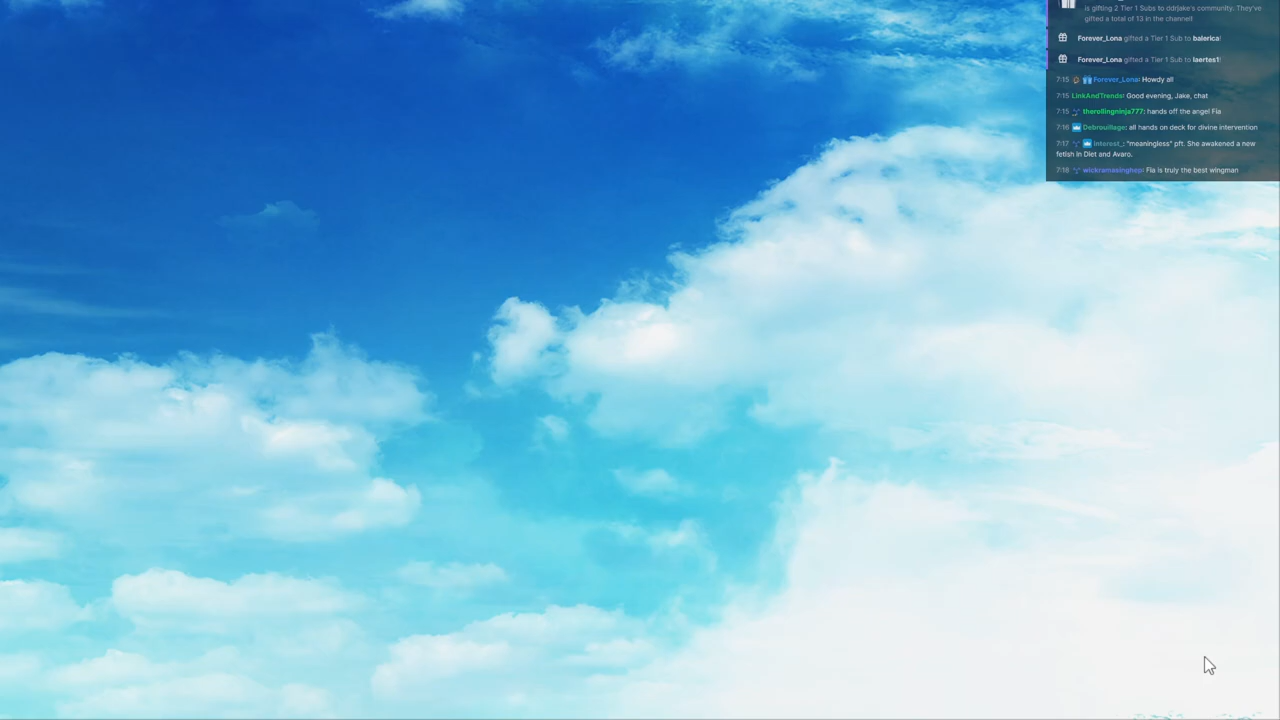 is gifting 2 Tier 1 Subs to ddrjake's community. They've
gifted a total of 13 in the channel!
Forever_Lona gifted a Tier 1 Sub to balerica!
Forever_Lona gifted a Tier 1 Sub to laertes1!
7:15 Forever_Lona: Howdy all
7:15 LinkAndTrends: Good evening, Jake, chat
7:15 therollingninja777: hands off the angel Fia
7:16 Debrouillage: all hands on deck for divine intervention
7:17 interest_: "meaningless" pft. She awakened a new
fetish in Diet and Avaro.
7:18 wickramasinghesi: Fia is truly the best wingman